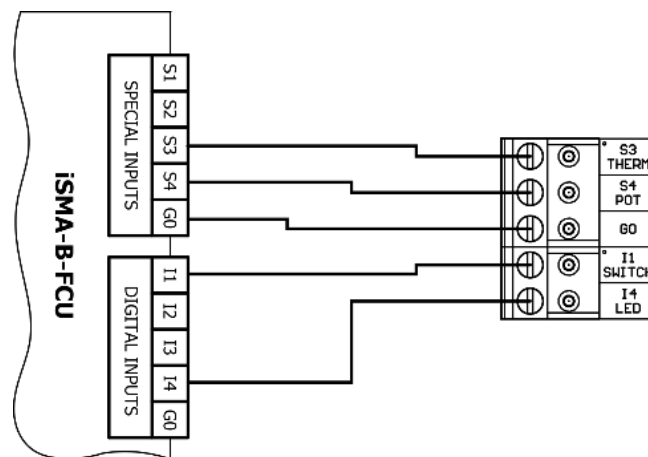 iSMA-B-FCU
SPECIAL INPUTS
S1
S2
S3
S4
G0
DIGITAL INPUTS
I1
I2
I3
I4
G0
S3
THERM
S4
POT
G0
I1
SWITCH
I4
LED